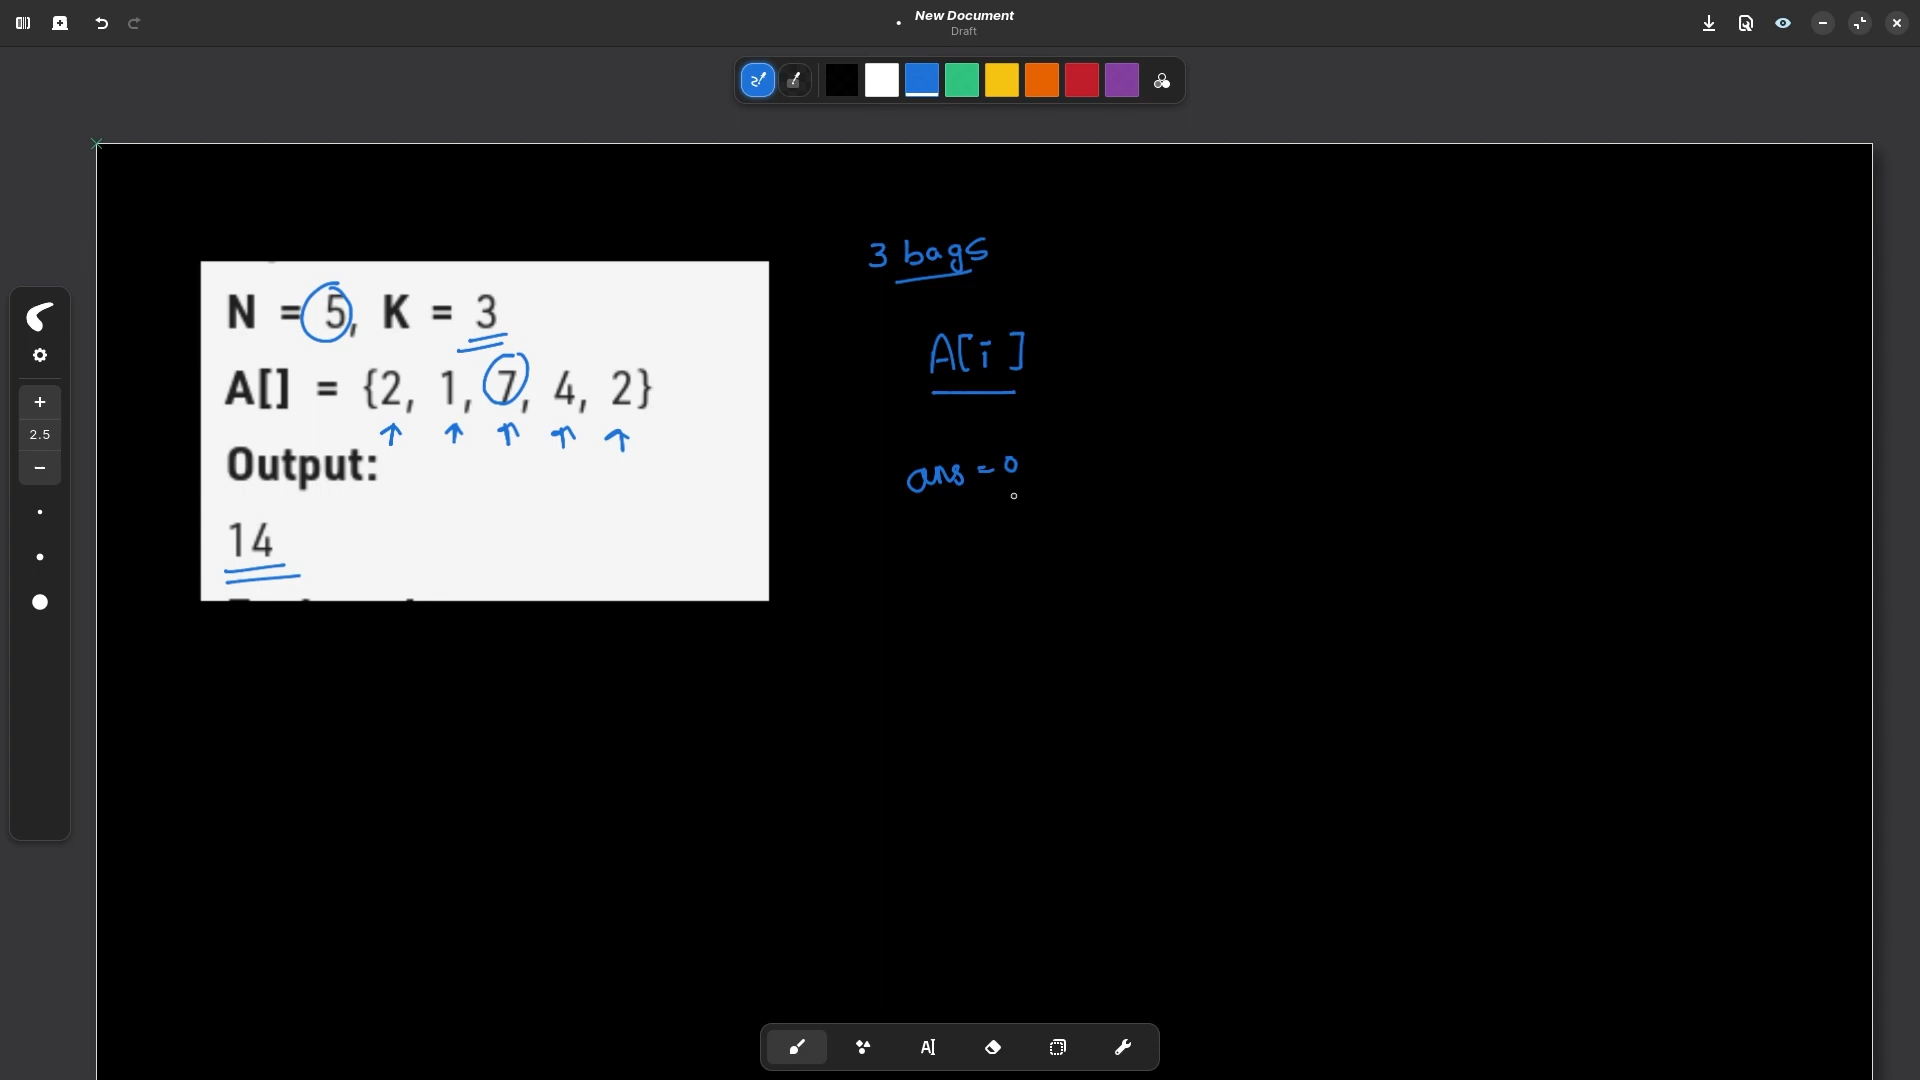 New Document
Draft
3 bags
N = 5, K = 3
A[i]
A[] = {2, 1, 7, 4, 2}
Output:
ans = 0
14
2.5